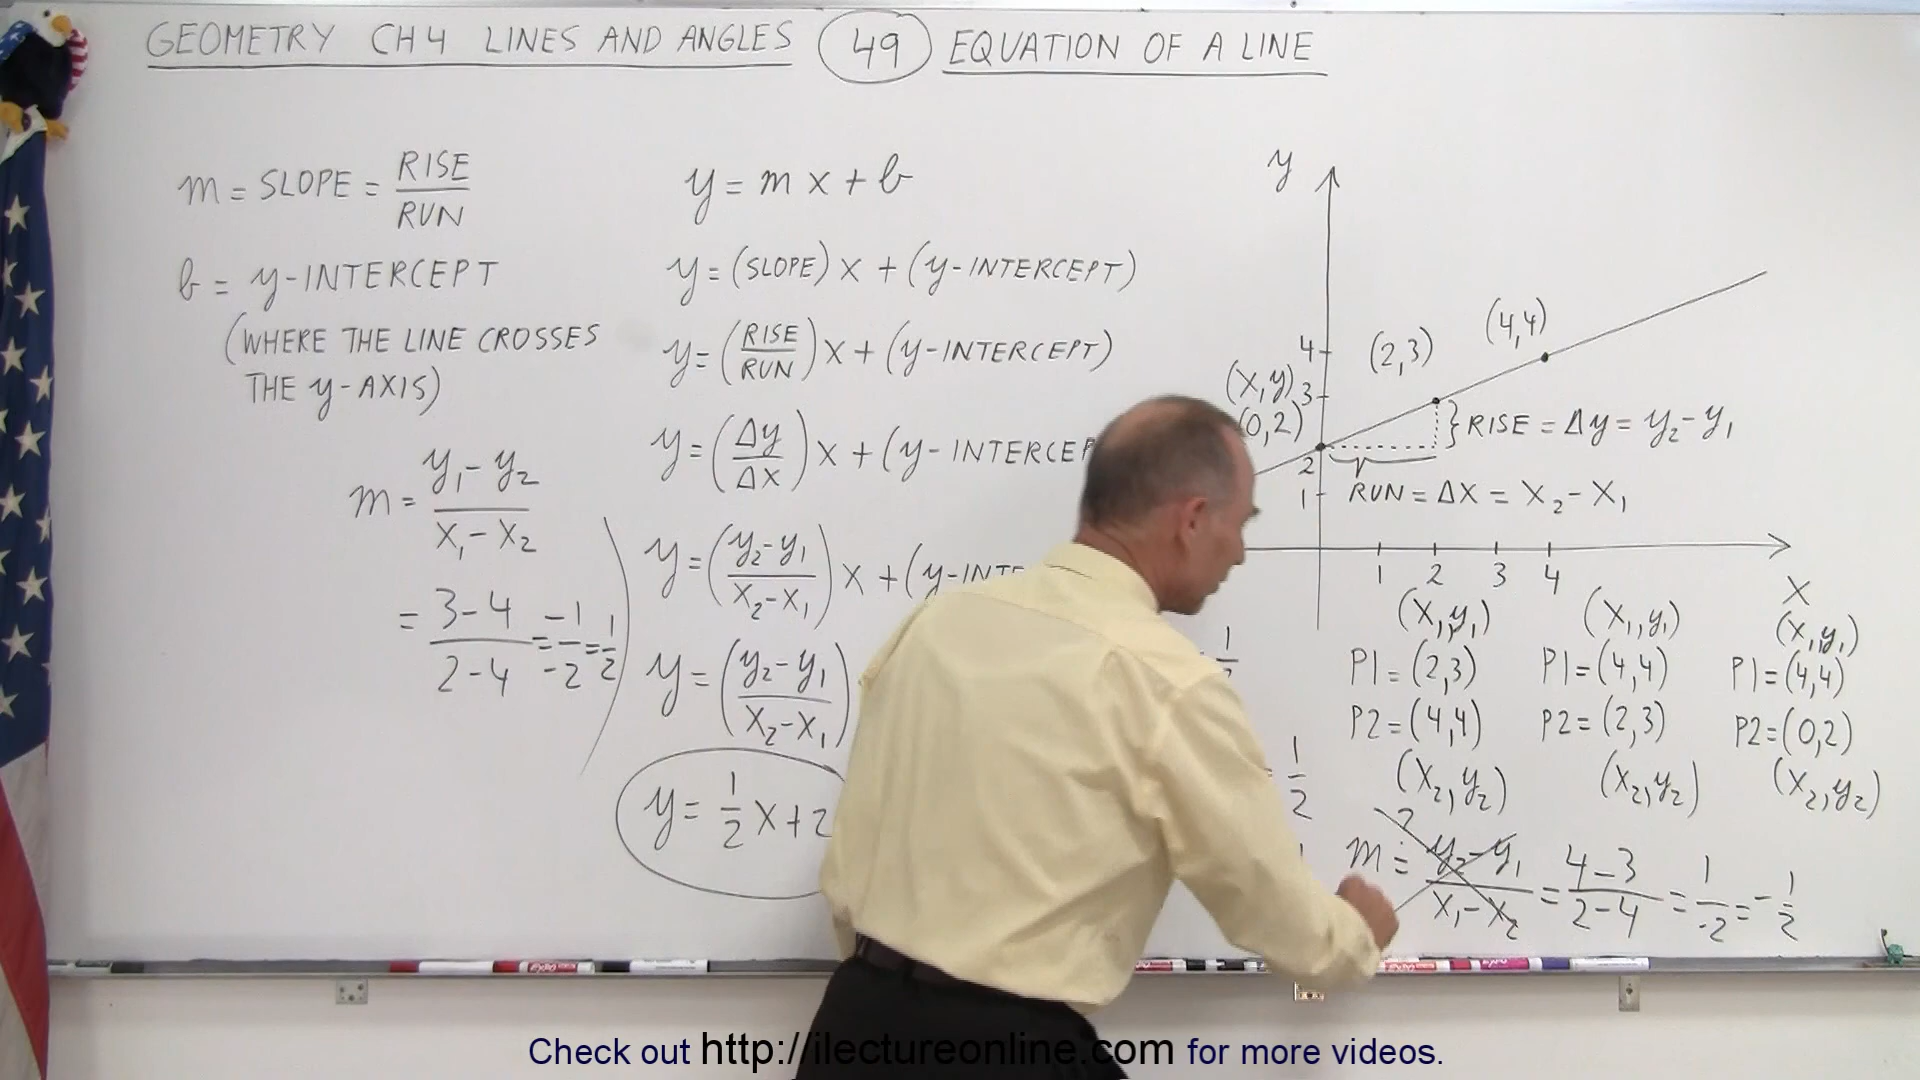 GEOMETRY CH 4 LINES AND ANGLES 49 EQUATION OF A LINE
m = SLOPE = RISE/RUN
b = y-INTERCEPT
(WHERE THE LINE CROSSES
THE y-AXIS)
m = y₁ - y₂ / x₁ - x₂
= 3-4 / 2-4 = -1/-2 = 1/2
y = m x + b
y = (SLOPE) x + (y-INTERCEPT)
y = (RISE/RUN) x + (y-INTERCEPT)
y = (Δy/Δx) x + (y-INTERCEP
y = (y₂-y₁ / x₂-x₁) x + (y-INTE
y = (y₂-y₁ / x₂-x₁)
y = 1/2 x + 2
y
(4,4)
(2,3)
4
(x,y) 3
(0,2)
} RISE = Δy = y₂ - y₁
2
1
RUN = Δx = x₂ - x₁
1 2 3 4
x
(x₁,y₁) (x₁,y₁) (x₁,y₁)
P1 = (2,3) P1 = (4,4) P1 = (4,4)
P2 = (4,4) P2 = (2,3) P2 = (0,2)
(x₂,y₂) (x₂,y₂) (x₂,y₂)
= 1/2
?
m = y₂-y₁ / x₁-x₂ = 4-3 / 2-4 = 1/-2 = -1/2
Check out http://ilectureonline.com for more videos.